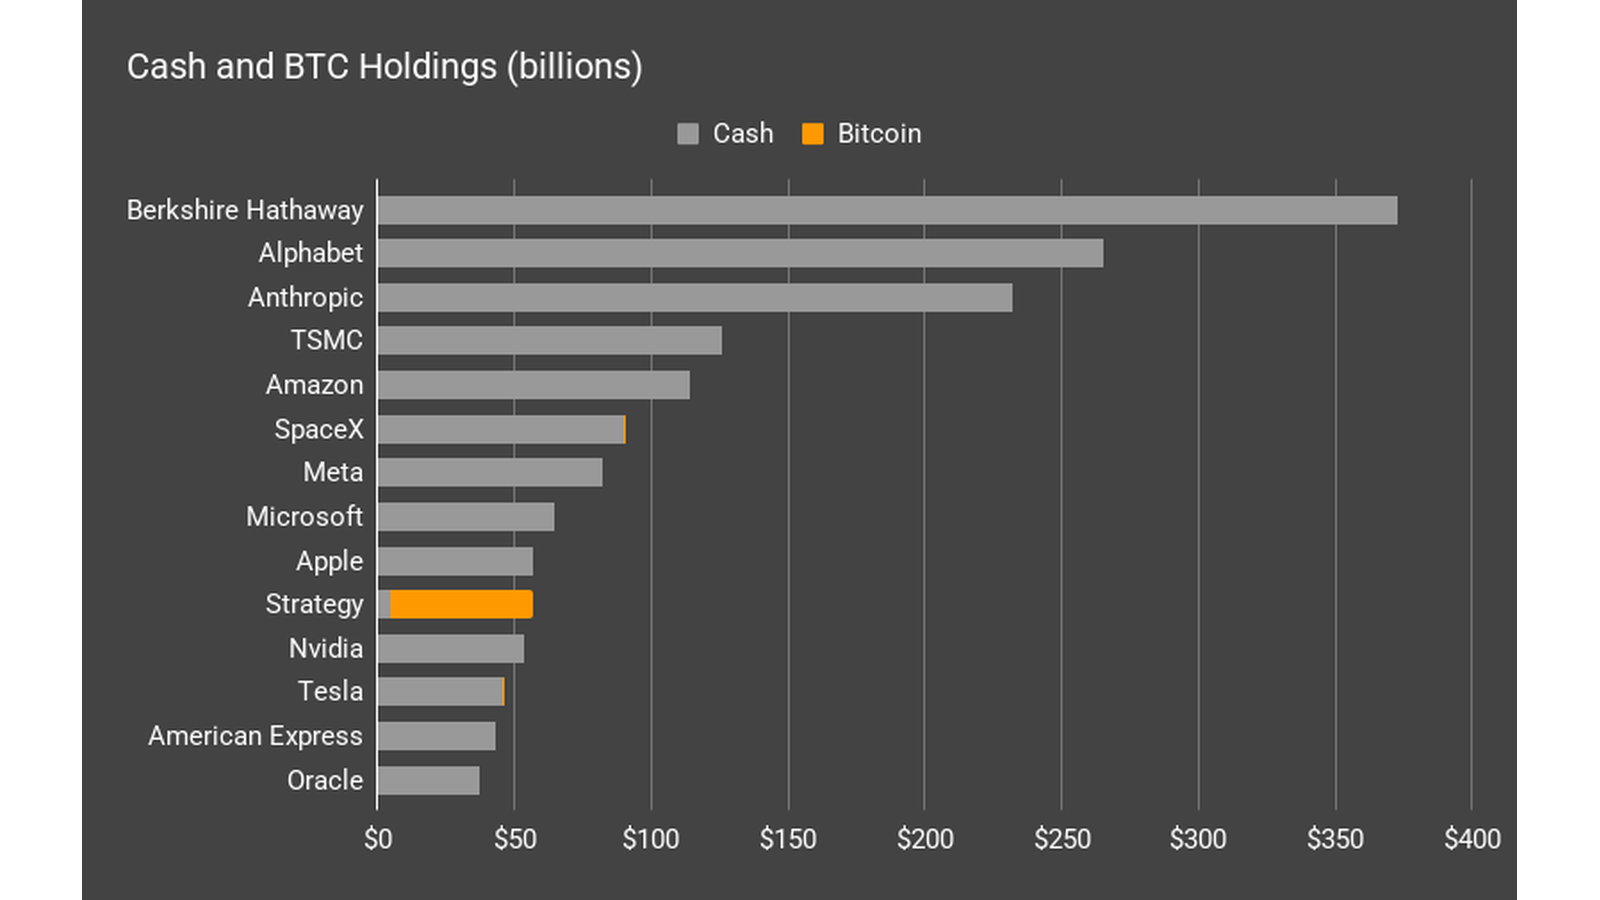 Cash and BTC Holdings (billions)
Cash Bitcoin
Berkshire Hathaway
Alphabet
Anthropic
TSMC
Amazon
SpaceX
Meta
Microsoft
Apple
Strategy
Nvidia
Tesla
American Express
Oracle
$0 $50 $100 $150 $200 $250 $300 $350 $400